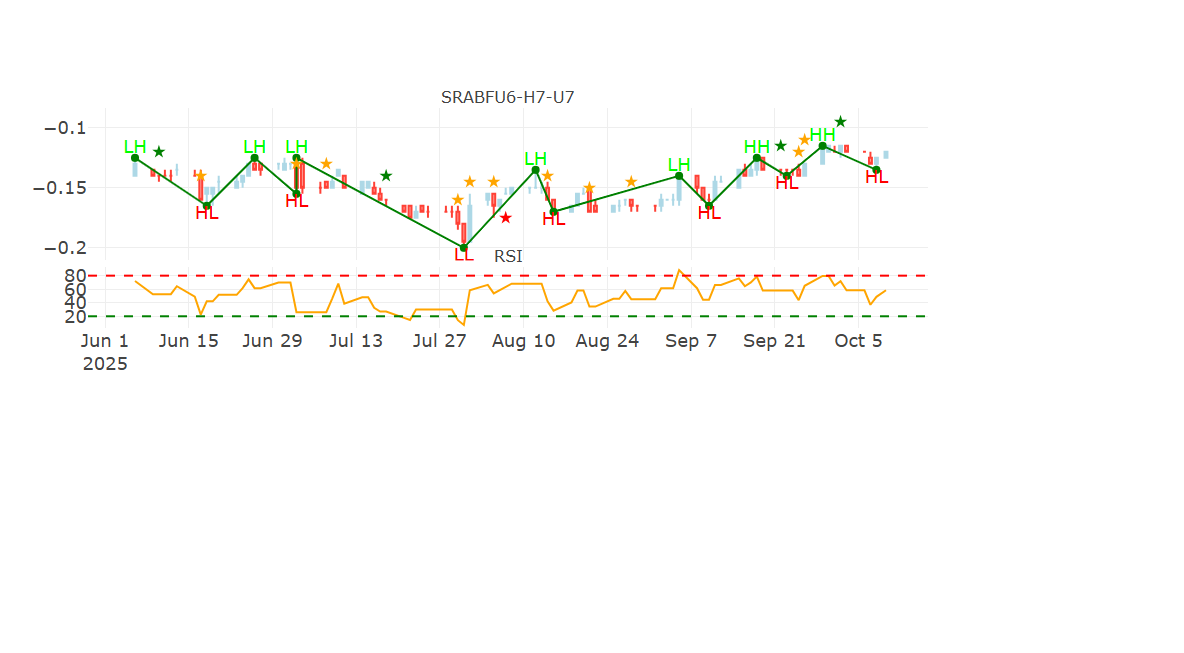 SRABFU6-H7-U7
−0.1
−0.15
−0.2
LH LH LH LH LH HH HH
HL HL LL HL HL HL HL
RSI
80
60
40
20
Jun 1 Jun 15 Jun 29 Jul 13 Jul 27 Aug 10 Aug 24 Sep 7 Sep 21 Oct 5
2025